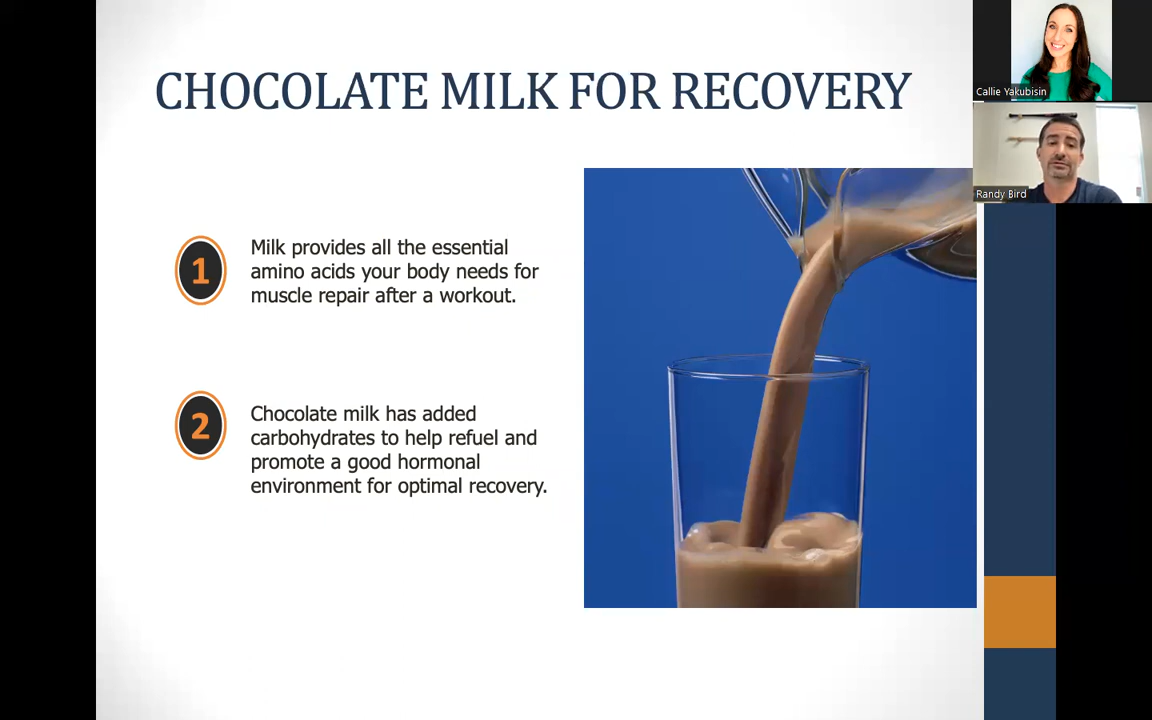 CHOCOLATE MILK FOR RECOVERY
1
Milk provides all the essential
amino acids your body needs for
muscle repair after a workout.
2
Chocolate milk has added
carbohydrates to help refuel and
promote a good hormonal
environment for optimal recovery.
Callie Yakubisin
Randy Bird